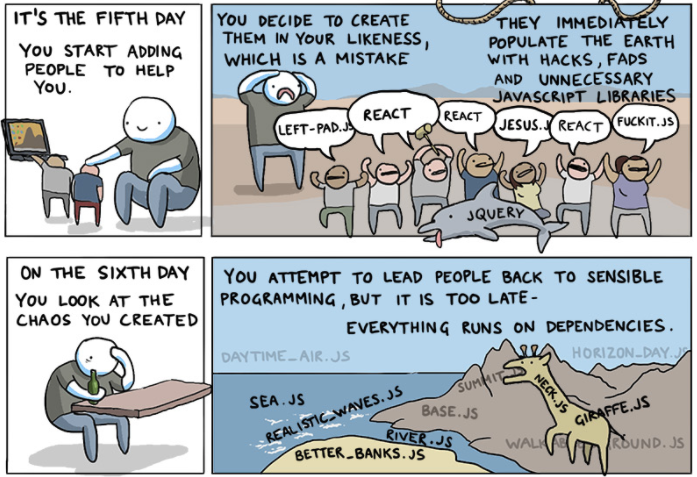 IT'S THE FIFTH DAY
YOU START ADDING
PEOPLE TO HELP
YOU.
YOU DECIDE TO CREATE
THEM IN YOUR LIKENESS,
WHICH IS A MISTAKE
THEY IMMEDIATELY
POPULATE THE EARTH
WITH HACKS, FADS
AND UNNECESSARY
JAVASCRIPT LIBRARIES
LEFT-PAD.JS
REACT
REACT
JESUS.J
REACT
FUCKIT.JS
JQUERY
ON THE SIXTH DAY
YOU LOOK AT THE
CHAOS YOU CREATED
YOU ATTEMPT TO LEAD PEOPLE BACK TO SENSIBLE
PROGRAMMING, BUT IT IS TOO LATE-
EVERYTHING RUNS ON DEPENDENCIES.
DAYTIME_AIR.JS
HORIZON_DAY.JS
SEA.JS
REALISTIC_WAVES.JS
SUMMIT.J
BASE.JS
RIVER.JS
BETTER_BANKS.JS
NECK.JS
GIRAFFE.JS